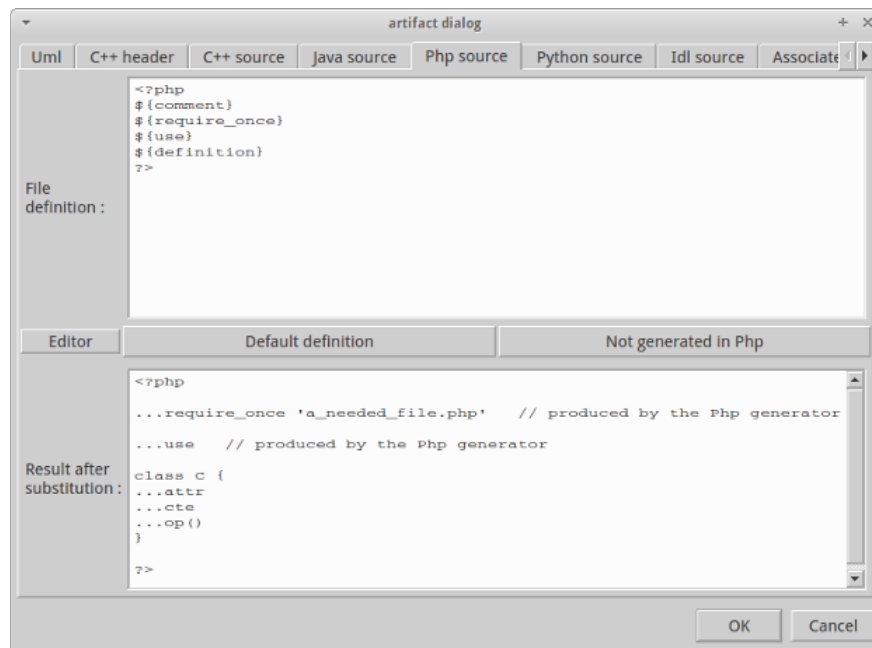 artifact dialog
Uml C++ header C++ source Java source Php source Python source Idl source Associate
<?php
${comment}
${require_once}
${use}
${definition}
?>
File
definition :
Editor Default definition Not generated in Php
<?php
...require_once 'a_needed_file.php' // produced by the Php generator
...use // produced by the Php generator
class C {
...attr
...cte
...op()
}
?>
Result after
substitution :
OK Cancel